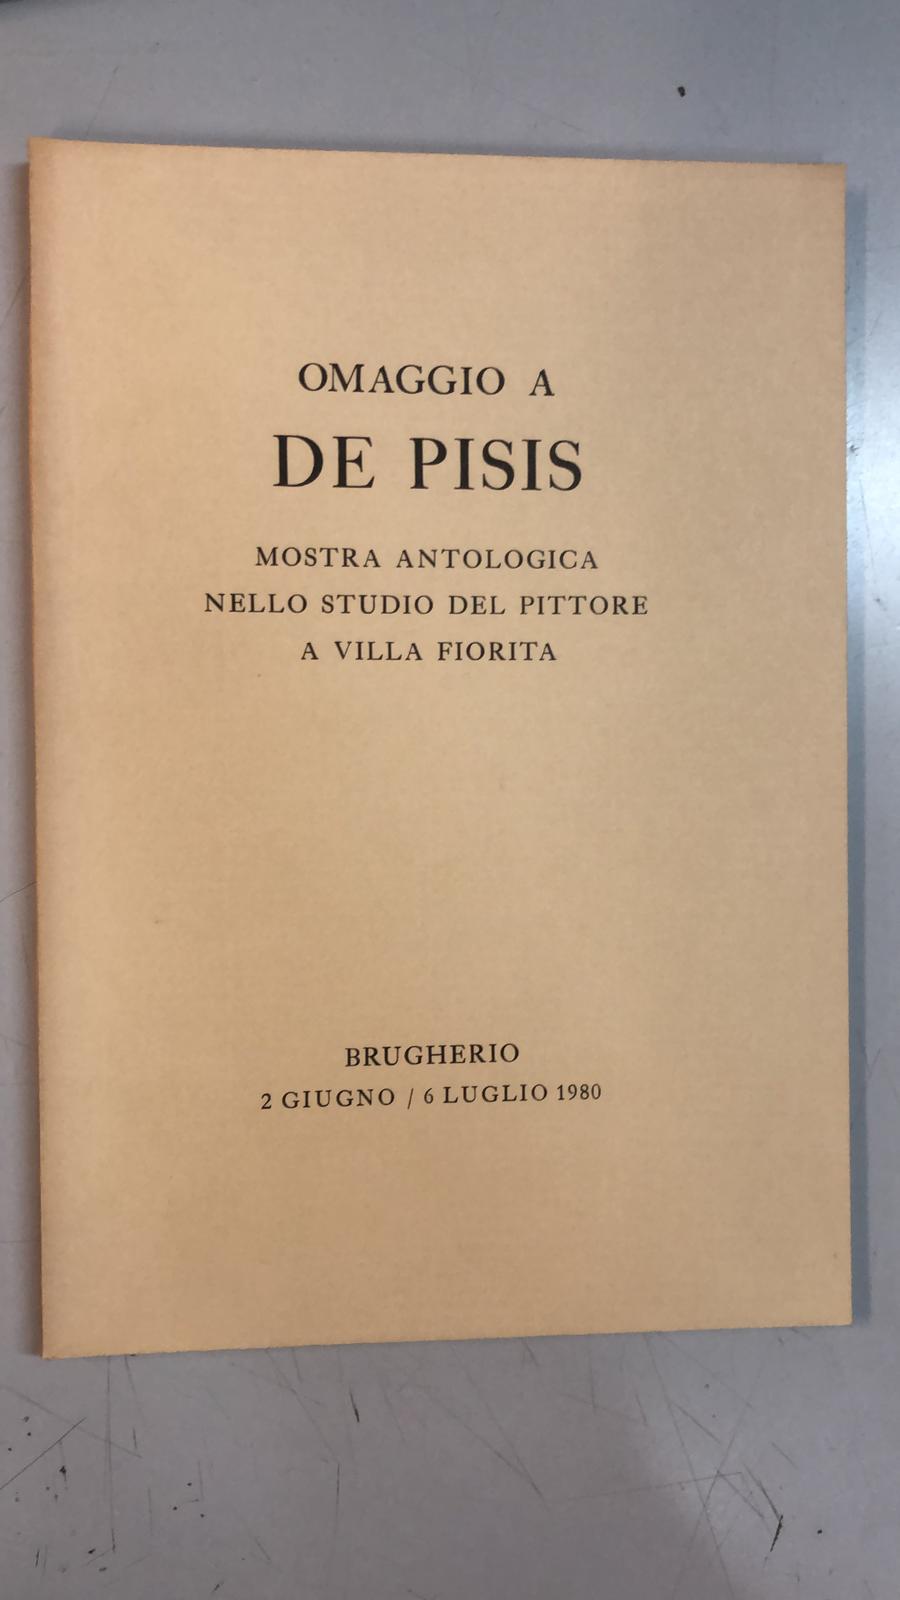 OMAGGIO A
DE PISIS
MOSTRA ANTOLOGICA
NELLO STUDIO DEL PITTORE
A VILLA FIORITA
BRUGHERIO
2 GIUGNO / 6 LUGLIO 1980